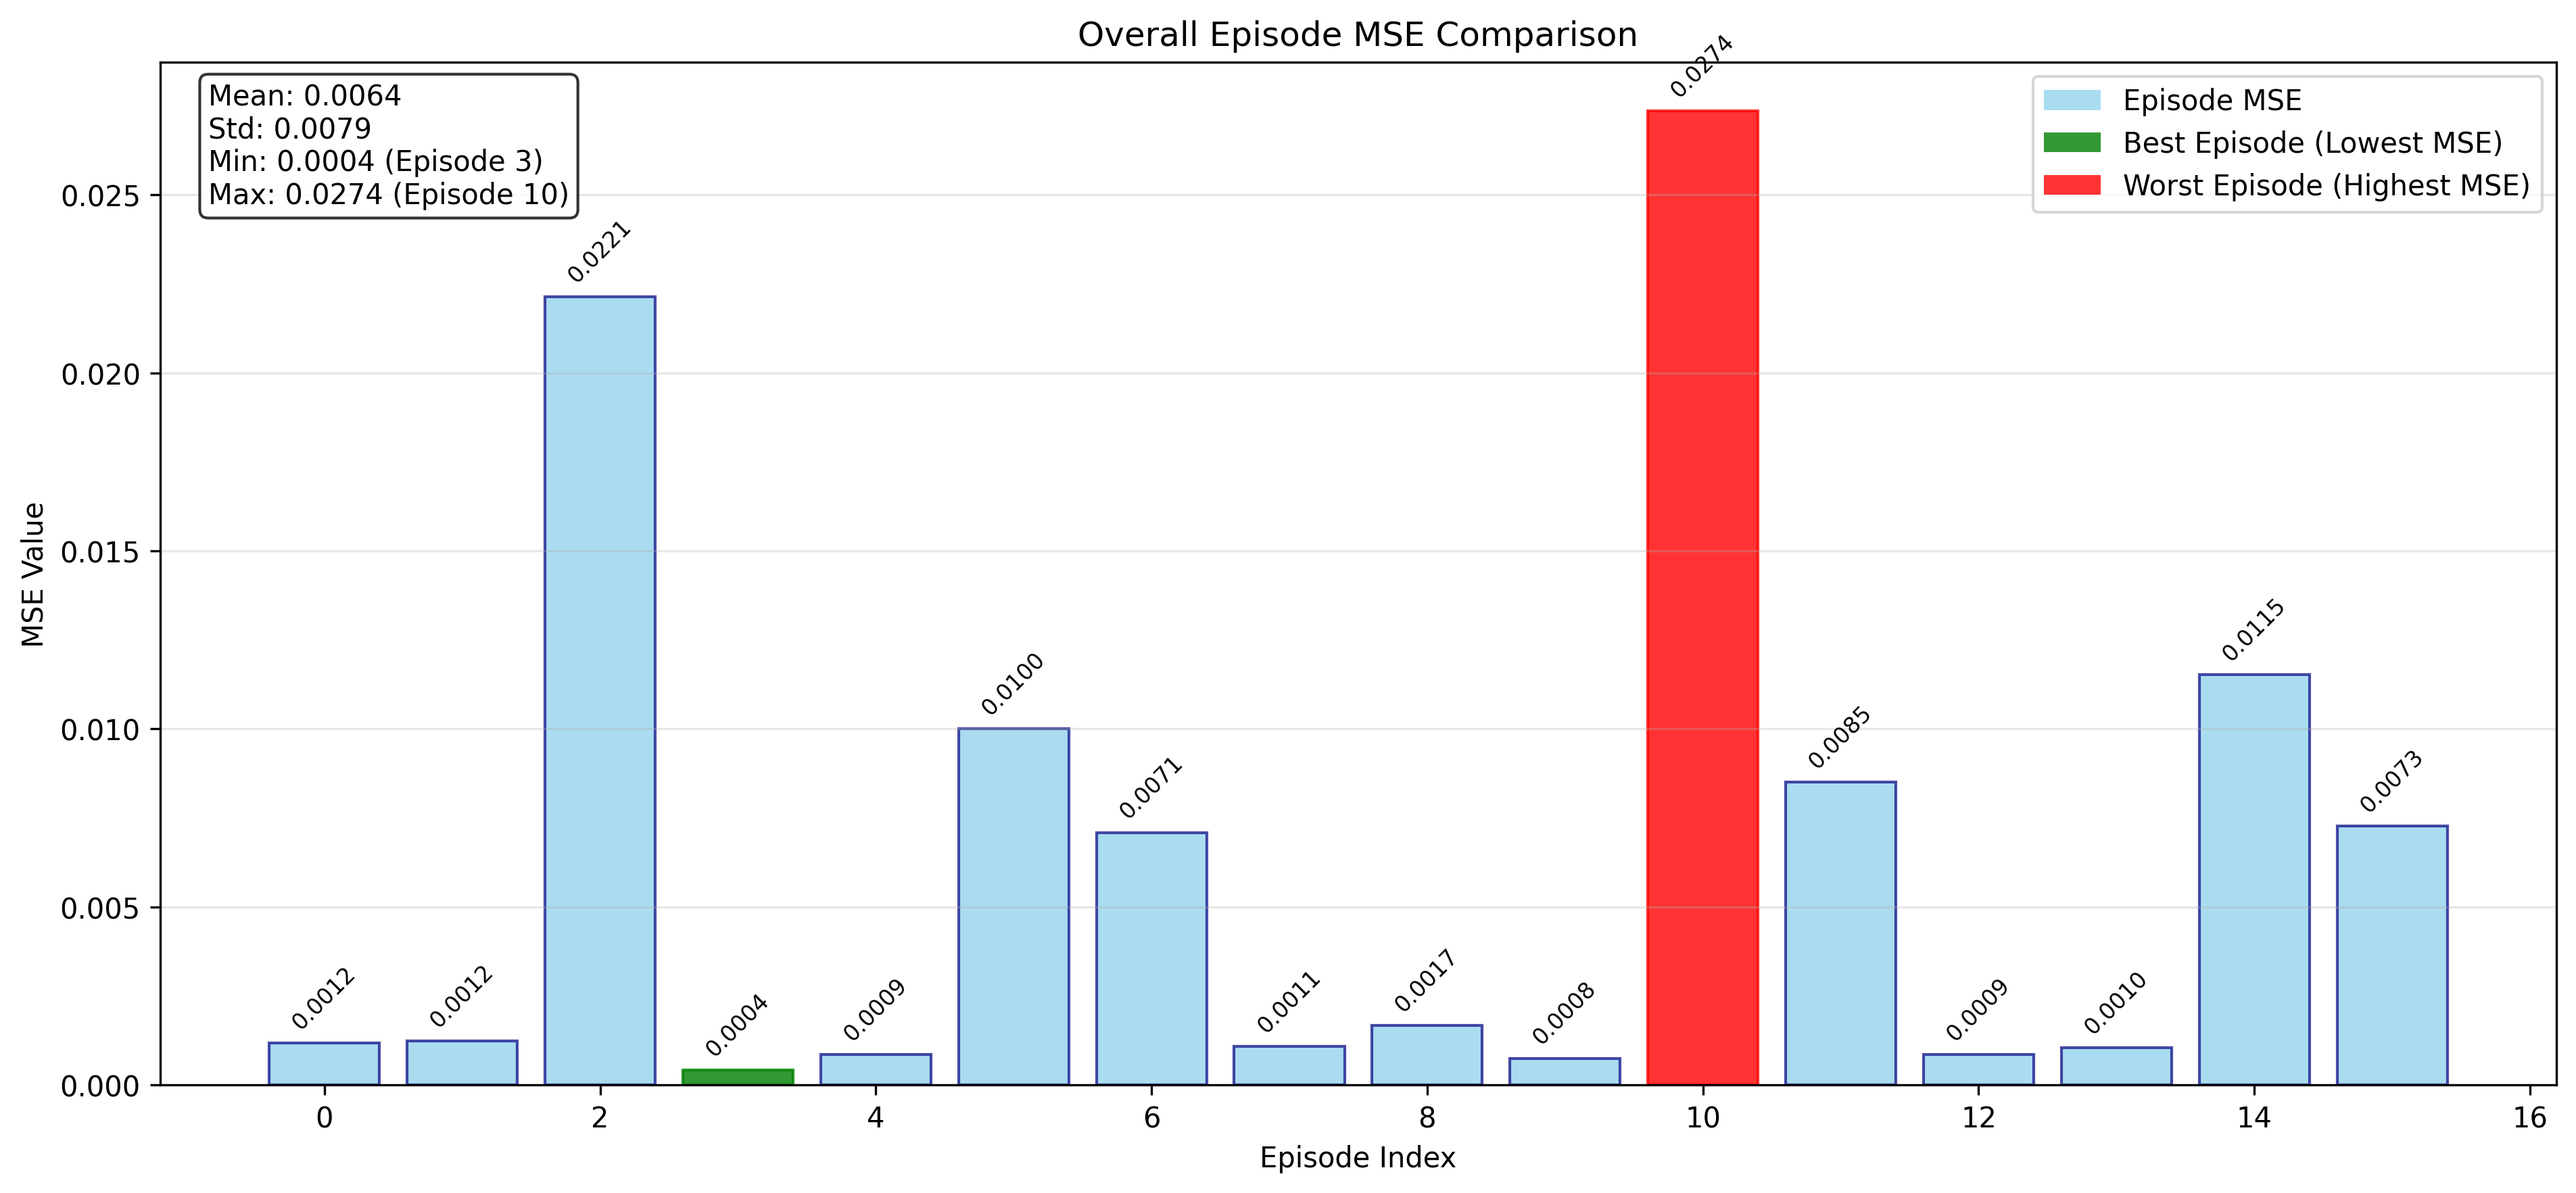 Overall Episode MSE Comparison
Mean: 0.0064
Std: 0.0079
Min: 0.0004 (Episode 3)
Max: 0.0274 (Episode 10)
Episode MSE
Best Episode (Lowest MSE)
Worst Episode (Highest MSE)
MSE Value
0.025
0.020
0.015
0.010
0.005
0.000
0.0012
0.0012
0.0221
0.0004
0.0009
0.0100
0.0071
0.0011
0.0017
0.0008
0.0274
0.0085
0.0009
0.0010
0.0115
0.0073
0 2 4 6 8 10 12 14 16
Episode Index